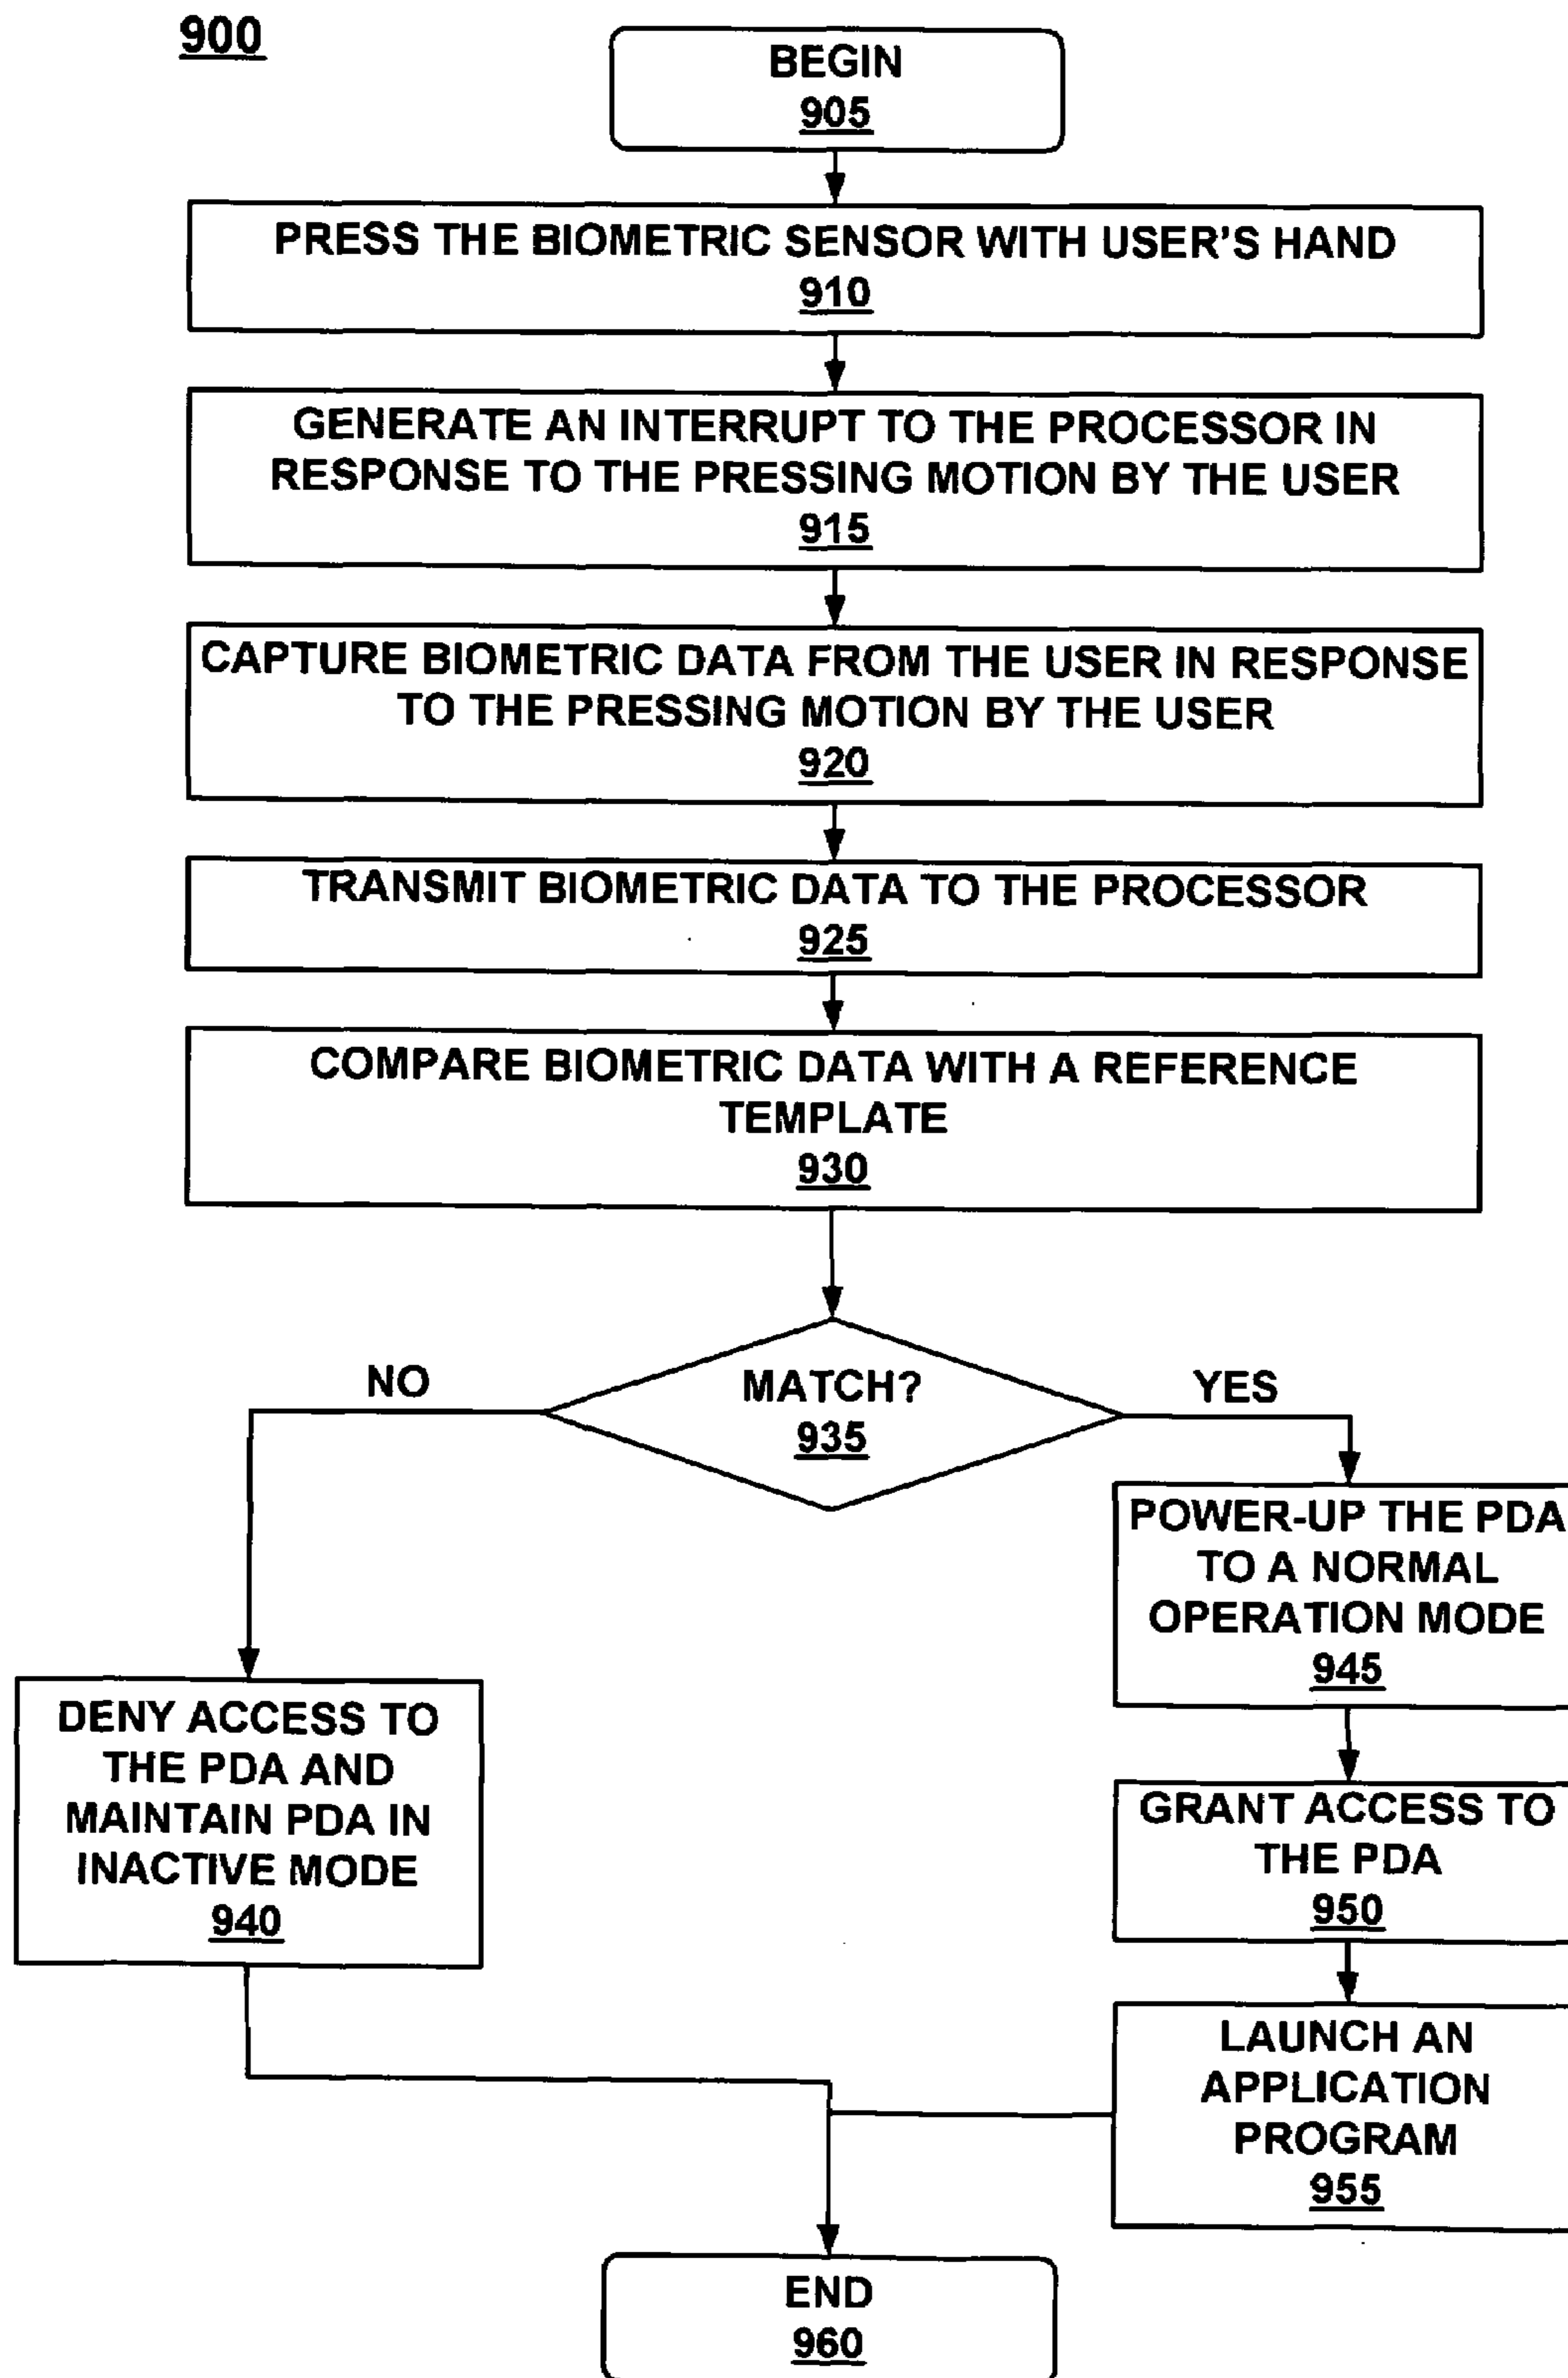 900
BEGIN
905
PRESS THE BIOMETRIC SENSOR WITH USER'S HAND
910
GENERATE AN INTERRUPT TO THE PROCESSOR IN
RESPONSE TO THE PRESSING MOTION BY THE USER
915
CAPTURE BIOMETRIC DATA FROM THE USER IN RESPONSE
TO THE PRESSING MOTION BY THE USER
920
TRANSMIT BIOMETRIC DATA TO THE PROCESSOR
925
COMPARE BIOMETRIC DATA WITH A REFERENCE
TEMPLATE
930
MATCH?
935
NO
DENY ACCESS TO
THE PDA AND
MAINTAIN PDA IN
INACTIVE MODE
940
YES
POWER-UP THE PDA
TO A NORMAL
OPERATION MODE
945
GRANT ACCESS TO
THE PDA
950
LAUNCH AN
APPLICATION
PROGRAM
955
END
960